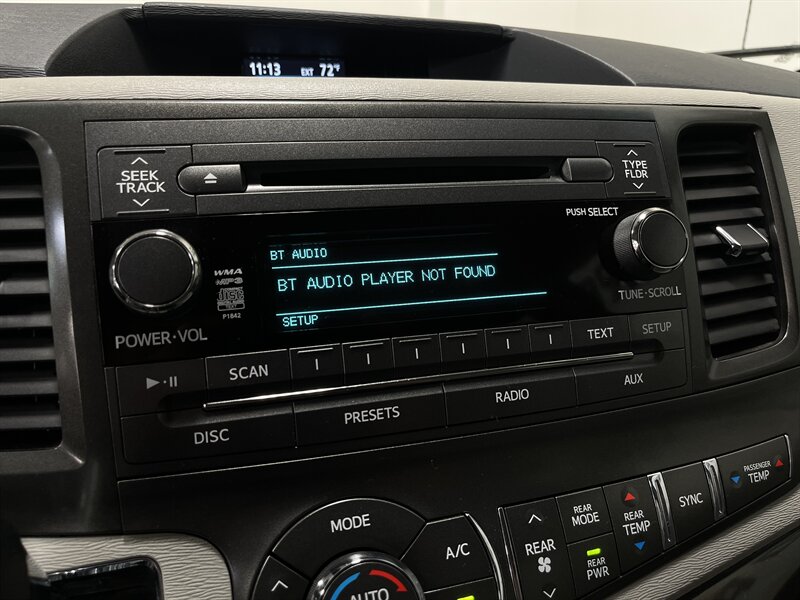 11:13 EXT 72°F
SEEK
TRACK
TYPE
FLDR
PUSH SELECT
BT AUDIO
BT AUDIO PLAYER NOT FOUND
SETUP
WMA
MP3
disc
P1842
POWER·VOL
TUNE·SCROLL
SCAN
TEXT
SETUP
DISC
PRESETS
RADIO
AUX
MODE
A/C
AUTO
REAR
REAR
MODE
REAR
PWR
REAR
TEMP
SYNC
PASSENGER
TEMP